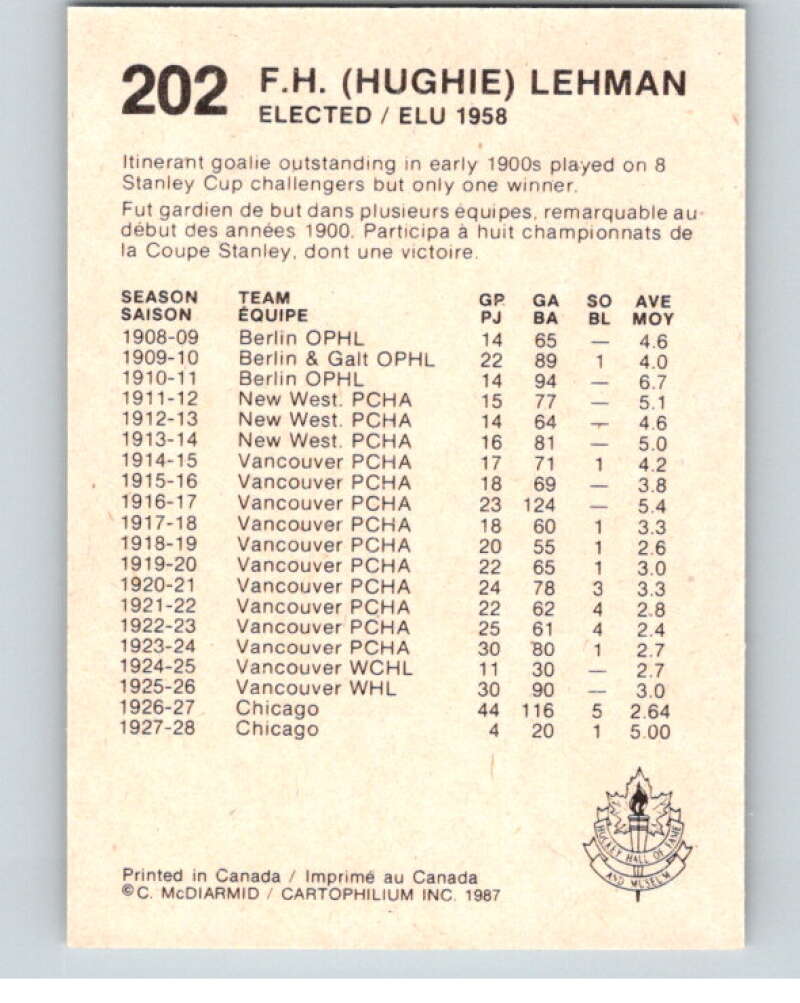 202 F.H. (HUGHIE) LEHMAN
ELECTED / ELU 1958
Itinerant goalie outstanding in early 1900s played on 8
Stanley Cup challengers but only one winner.
Fut gardien de but dans plusieurs équipes, remarquable au
début des années 1900. Participa à huit championnats de
la Coupe Stanley, dont une victoire.
SEASON TEAM GP GA SO AVE
SAISON ÉQUIPE PJ BA BL MOY
1908-09 Berlin OPHL 14 65 — 4.6
1909-10 Berlin & Galt OPHL 22 89 1 4.0
1910-11 Berlin OPHL 14 94 — 6.7
1911-12 New West. PCHA 15 77 — 5.1
1912-13 New West. PCHA 14 64 — 4.6
1913-14 New West. PCHA 16 81 — 5.0
1914-15 Vancouver PCHA 17 71 1 4.2
1915-16 Vancouver PCHA 18 69 — 3.8
1916-17 Vancouver PCHA 23 124 — 5.4
1917-18 Vancouver PCHA 18 60 1 3.3
1918-19 Vancouver PCHA 20 55 1 2.6
1919-20 Vancouver PCHA 22 65 1 3.0
1920-21 Vancouver PCHA 24 78 3 3.3
1921-22 Vancouver PCHA 22 62 4 2.8
1922-23 Vancouver PCHA 25 61 4 2.4
1923-24 Vancouver PCHA 30 80 1 2.7
1924-25 Vancouver WCHL 11 30 — 2.7
1925-26 Vancouver WHL 30 90 — 3.0
1926-27 Chicago 44 116 5 2.64
1927-28 Chicago 4 20 1 5.00
HOCKEY HALL OF FAME
AND MUSEUM
Printed in Canada / Imprimé au Canada
©C. McDIARMID / CARTOPHILIUM INC. 1987